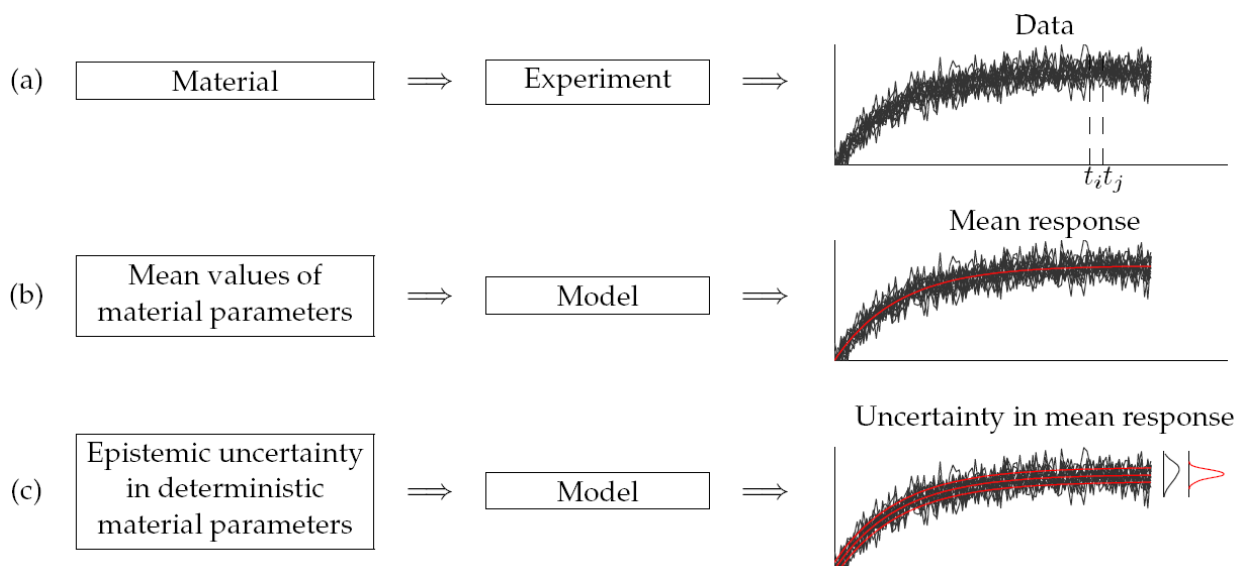 Data
(a) Material ⟹ Experiment ⟹
t_i t_j
Mean response
(b) Mean values of material parameters ⟹ Model ⟹
Uncertainty in mean response
(c) Epistemic uncertainty in deterministic material parameters ⟹ Model ⟹